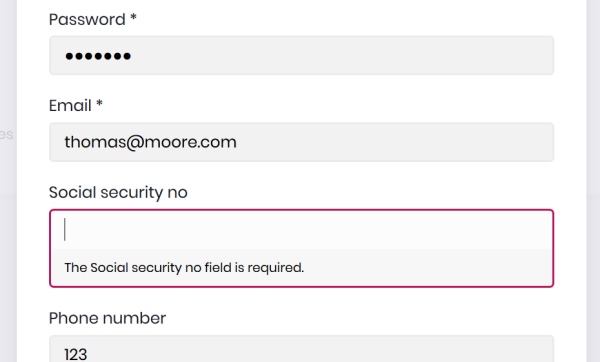 Password *
•••••••
Email *
thomas@moore.com
Social security no
The Social security no field is required.
Phone number
123